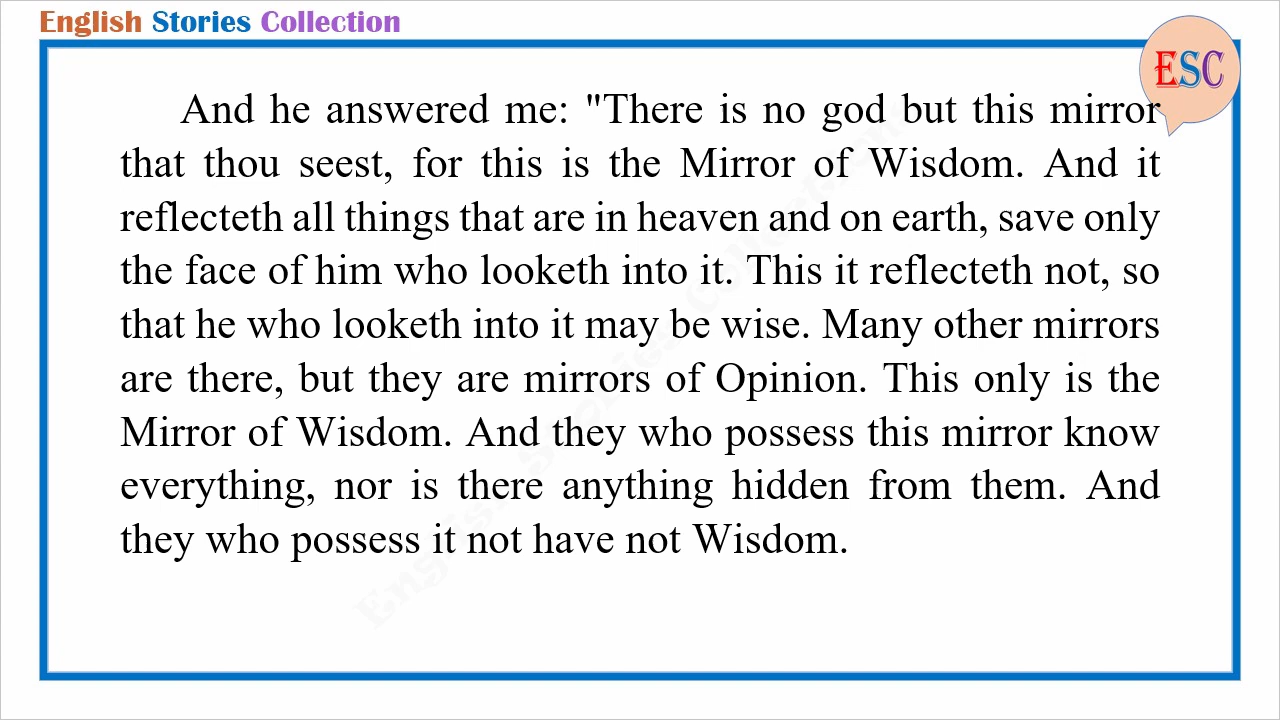 English Stories Collection
ESC
And he answered me: "There is no god but this mirror
that thou seest, for this is the Mirror of Wisdom. And it
reflecteth all things that are in heaven and on earth, save only
the face of him who looketh into it. This it reflecteth not, so
that he who looketh into it may be wise. Many other mirrors
are there, but they are mirrors of Opinion. This only is the
Mirror of Wisdom. And they who possess this mirror know
everything, nor is there anything hidden from them. And
they who possess it not have not Wisdom.
English Stories Collection